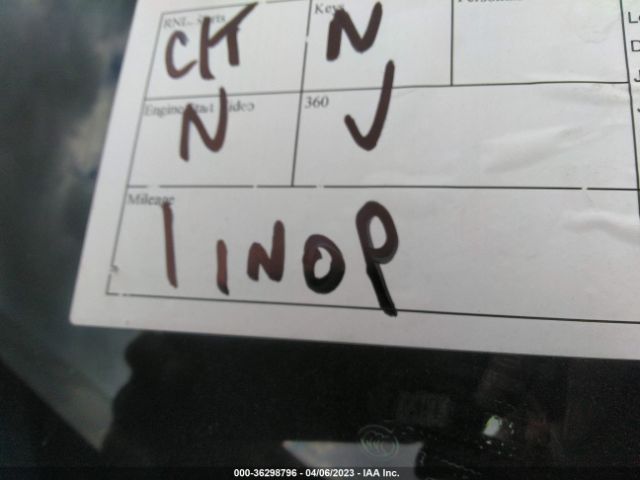 RNL. Starts Keys
CK N
Engine Start Video 360
N ✓
Mileage
1 INOP
000-36298796 - 04/06/2023 - IAA Inc.